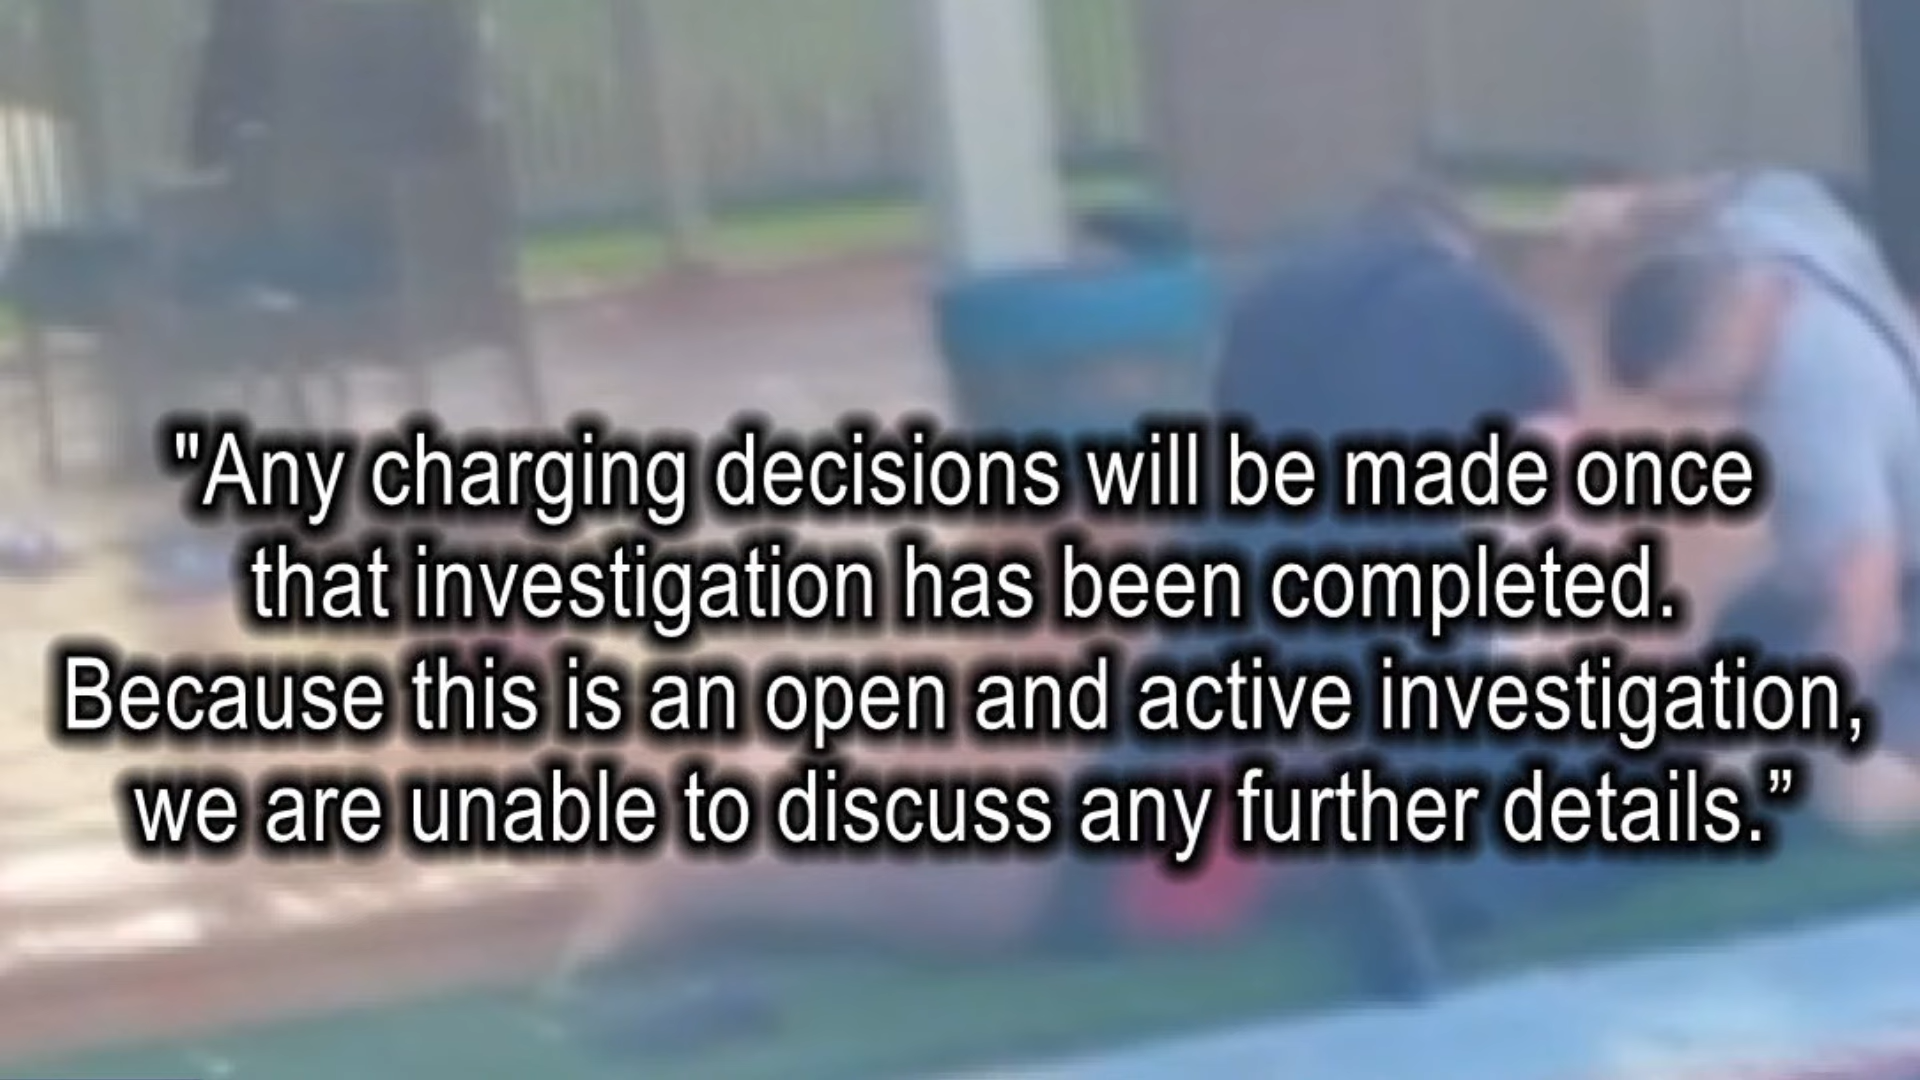 "Any charging decisions will be made once
that investigation has been completed.
Because this is an open and active investigation,
we are unable to discuss any further details.”